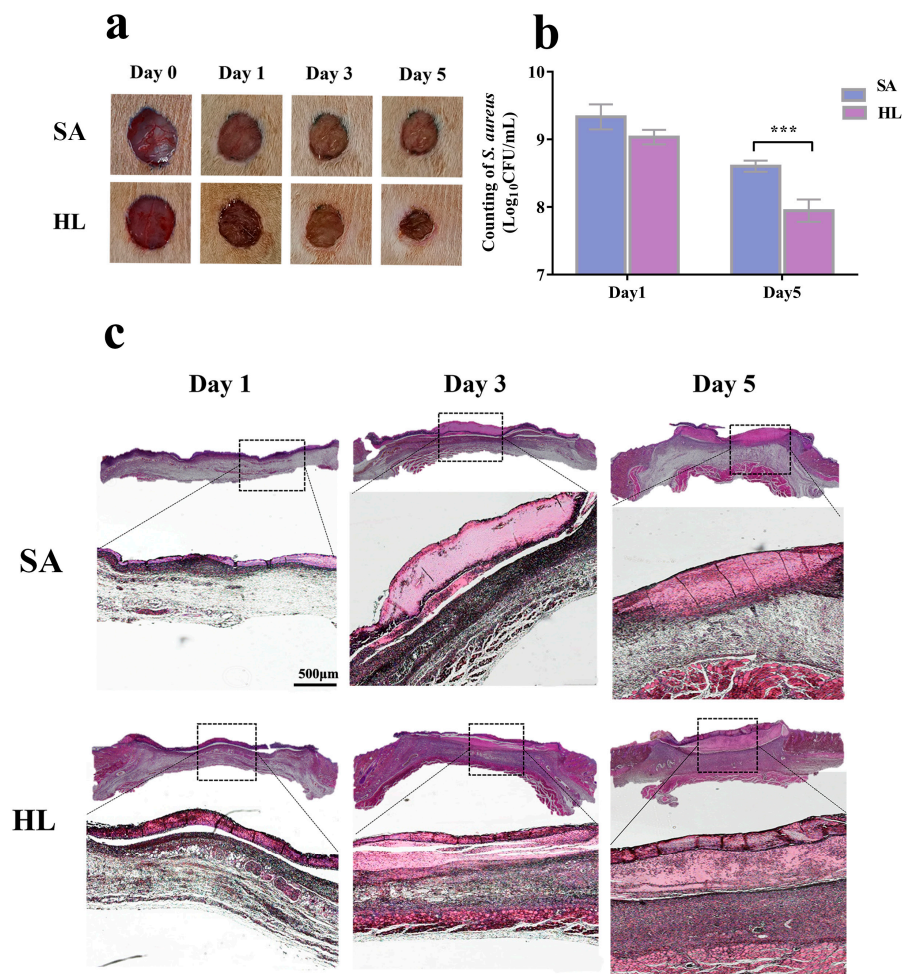 a
Day 0 Day 1 Day 3 Day 5
SA
HL
b
Counting of S. aureus
(Log10CFU/mL)
10
9
8
7
***
SA
HL
Day1 Day5
c
Day 1 Day 3 Day 5
SA
500μm
HL